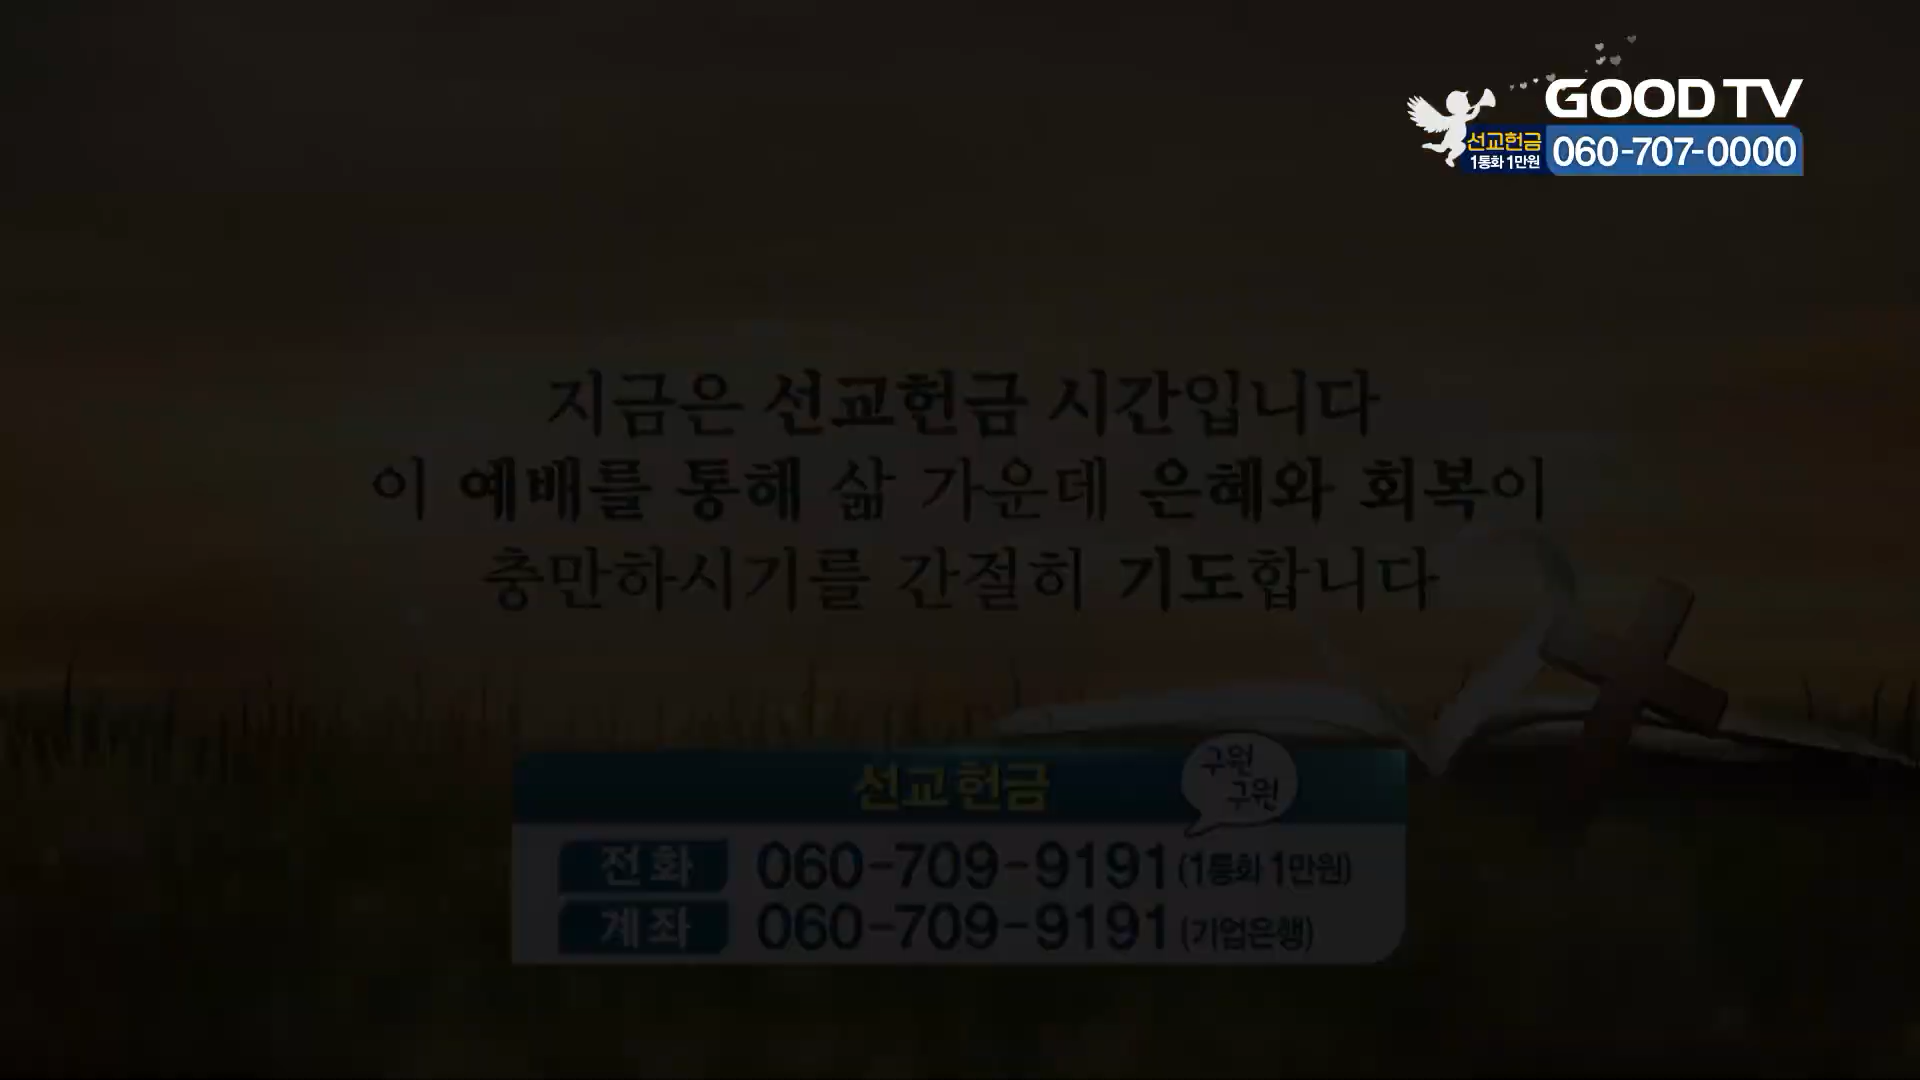 GOOD TV
선교헌금
1통화 1만원
060-707-0000
지금은 선교헌금 시간입니다
이 예배를 통해 삶 가운데 은혜와 회복이
충만하시기를 간절히 기도합니다
선교헌금
구원
구원
전화 060-709-9191 (1통화 1만원)
계좌 060-709-9191 (기업은행)